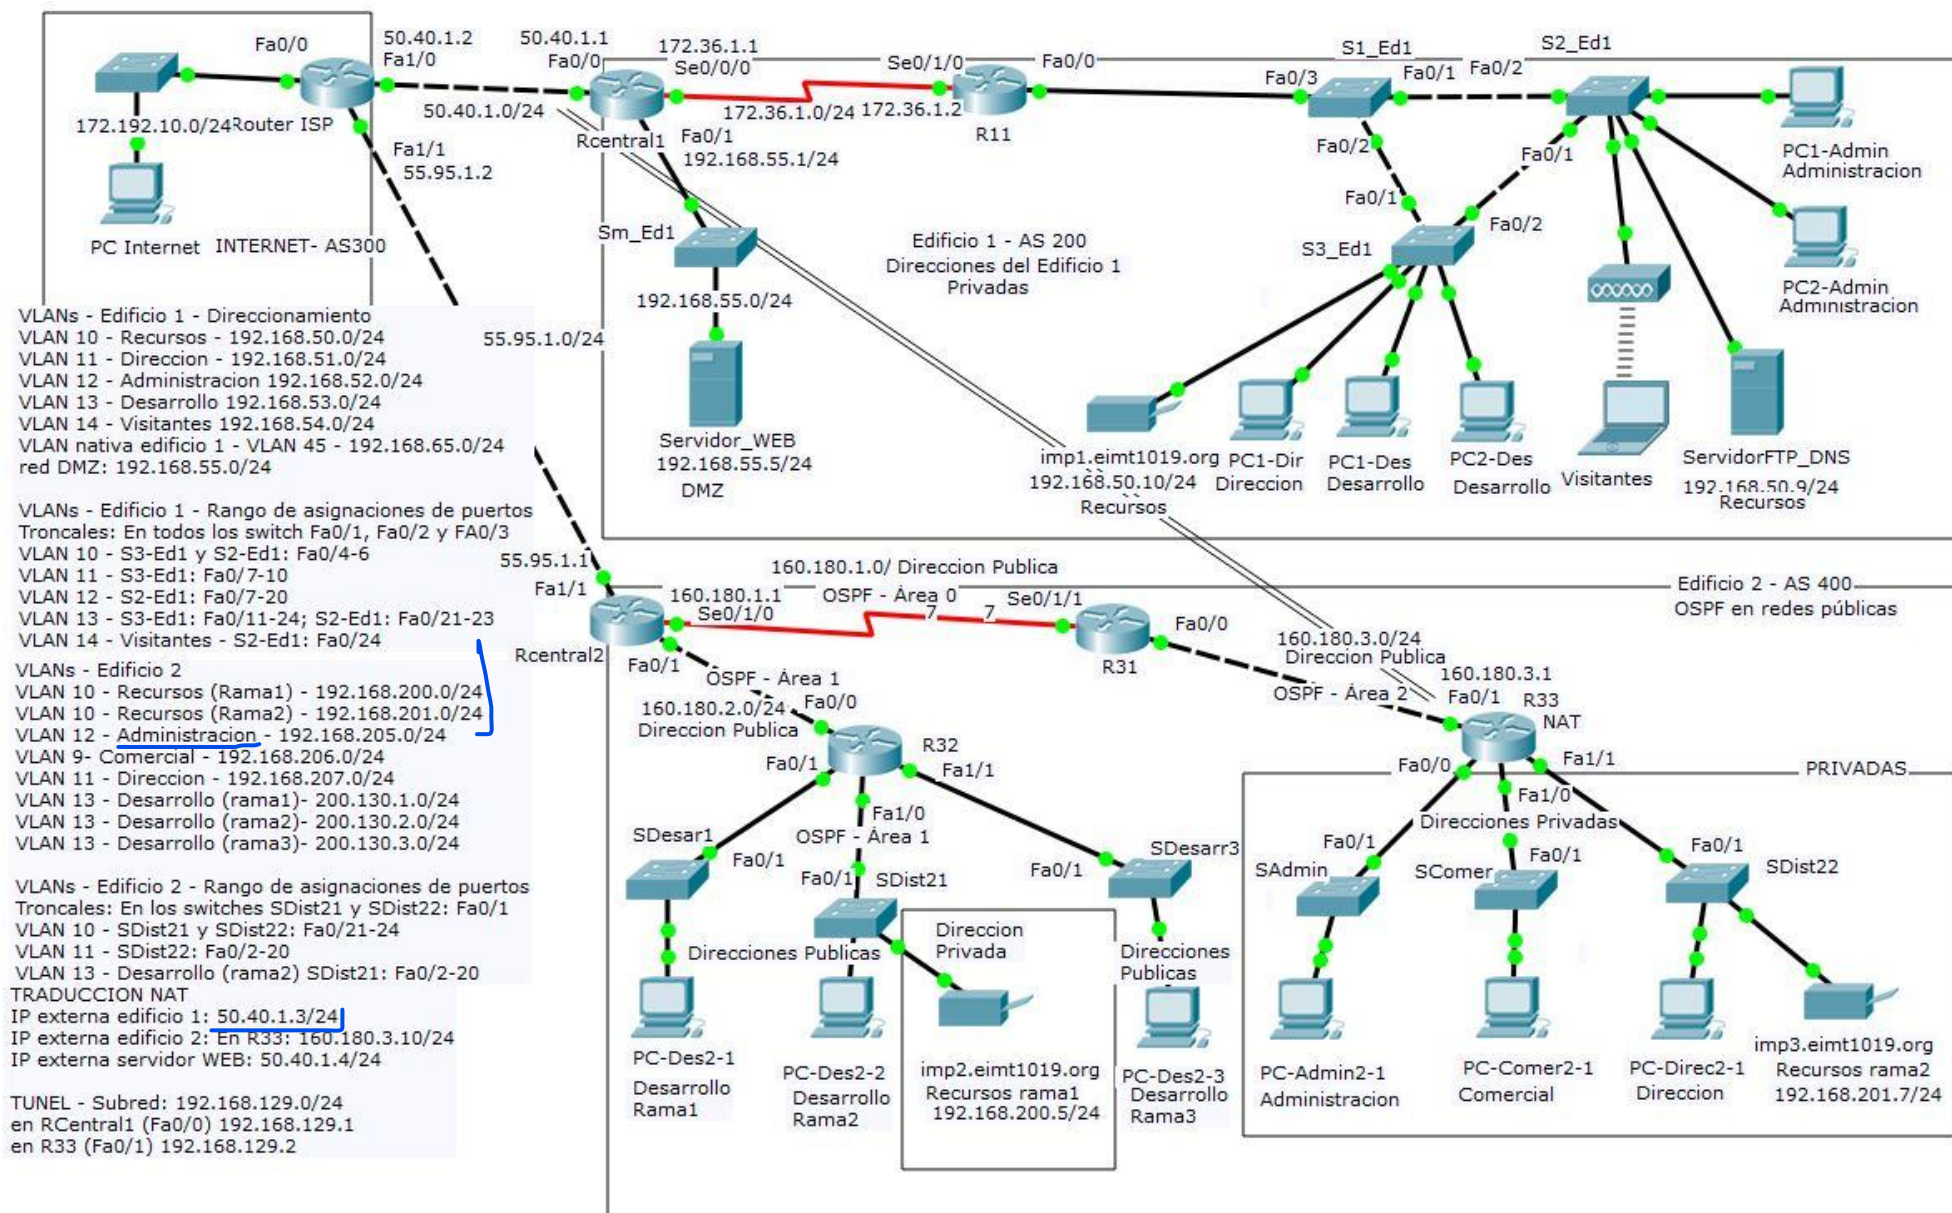 Fa0/0
50.40.1.2
Fa1/0
50.40.1.1
Fa0/0
172.36.1.1
Se0/0/0
Se0/1/0
Fa0/0
S1_Ed1
S2_Ed1
Fa0/3
Fa0/1
Fa0/2
172.192.10.0/24
Router ISP
50.40.1.0/24
Rcentral1
172.36.1.0/24
172.36.1.2
R11
Fa0/1
192.168.55.1/24
Fa0/2
Fa0/1
PC1-Admin
Administracion
Fa1/1
55.95.1.2
Fa0/1
Fa0/2
PC Internet
INTERNET- AS300
Sm_Ed1
Edificio 1 - AS 200
Direcciones del Edificio 1
Privadas
S3_Ed1
PC2-Admin
Administracion
192.168.55.0/24
55.95.1.0/24
VLANs - Edificio 1 - Direccionamiento
VLAN 10 - Recursos - 192.168.50.0/24
VLAN 11 - Direccion - 192.168.51.0/24
VLAN 12 - Administracion 192.168.52.0/24
VLAN 13 - Desarrollo 192.168.53.0/24
VLAN 14 - Visitantes 192.168.54.0/24
VLAN nativa edificio 1 - VLAN 45 - 192.168.65.0/24
red DMZ: 192.168.55.0/24
Servidor_WEB
192.168.55.5/24
DMZ
imp1.eimt1019.org
192.168.50.10/24
Recursos
PC1-Dir
Direccion
PC1-Des
Desarrollo
PC2-Des
Desarrollo
Visitantes
ServidorFTP_DNS
192.168.50.9/24
Recursos
VLANs - Edificio 1 - Rango de asignaciones de puertos
Troncales: En todos los switch Fa0/1, Fa0/2 y FA0/3
VLAN 10 - S3-Ed1 y S2-Ed1: Fa0/4-6
VLAN 11 - S3-Ed1: Fa0/7-10
VLAN 12 - S2-Ed1: Fa0/7-20
VLAN 13 - S3-Ed1: Fa0/11-24; S2-Ed1: Fa0/21-23
VLAN 14 - Visitantes - S2-Ed1: Fa0/24
55.95.1.1
Fa1/1
160.180.1.0/ Direccion Publica
OSPF - Área 0
160.180.1.1
Se0/1/0
7
7
Se0/1/1
Edificio 2 - AS 400
OSPF en redes públicas
Rcentral2
Fa0/1
R31
Fa0/0
160.180.3.0/24
Direccion Publica
160.180.3.1
Fa0/1
R33
NAT
OSPF - Área 2
OSPF - Área 1
Fa0/0
160.180.2.0/24
Direccion Publica
VLANs - Edificio 2
VLAN 10 - Recursos (Rama1) - 192.168.200.0/24
VLAN 10 - Recursos (Rama2) - 192.168.201.0/24
VLAN 12 - Administracion - 192.168.205.0/24
VLAN 9- Comercial - 192.168.206.0/24
VLAN 11 - Direccion - 192.168.207.0/24
VLAN 13 - Desarrollo (rama1)- 200.130.1.0/24
VLAN 13 - Desarrollo (rama2)- 200.130.2.0/24
VLAN 13 - Desarrollo (rama3)- 200.130.3.0/24
R32
Fa0/1
Fa1/1
Fa1/0
OSPF - Área 1
Fa0/0
Fa1/1
PRIVADAS
Fa1/0
Direcciones Privadas
SDesar1
Fa0/1
Fa0/1
SDist21
Fa0/1
SDesarr3
Fa0/1
SAdmin
SComer
Fa0/1
Fa0/1
SDist22
VLANs - Edificio 2 - Rango de asignaciones de puertos
Troncales: En los switches SDist21 y SDist22: Fa0/1
VLAN 10 - SDist21 y SDist22: Fa0/21-24
VLAN 11 - SDist22: Fa0/2-20
VLAN 13 - Desarrollo (rama2) SDist21: Fa0/2-20
TRADUCCION NAT
IP externa edificio 1: 50.40.1.3/24
IP externa edificio 2: En R33: 160.180.3.10/24
IP externa servidor WEB: 50.40.1.4/24
Direcciones Publicas
Direccion
Privada
Direcciones
Publicas
PC-Des2-1
Desarrollo
Rama1
PC-Des2-2
Desarrollo
Rama2
imp2.eimt1019.org
Recursos rama1
192.168.200.5/24
PC-Des2-3
Desarrollo
Rama3
PC-Admin2-1
Administracion
PC-Comer2-1
Comercial
PC-Direc2-1
Direccion
imp3.eimt1019.org
Recursos rama2
192.168.201.7/24
TUNEL - Subred: 192.168.129.0/24
en RCentral1 (Fa0/0) 192.168.129.1
en R33 (Fa0/1) 192.168.129.2